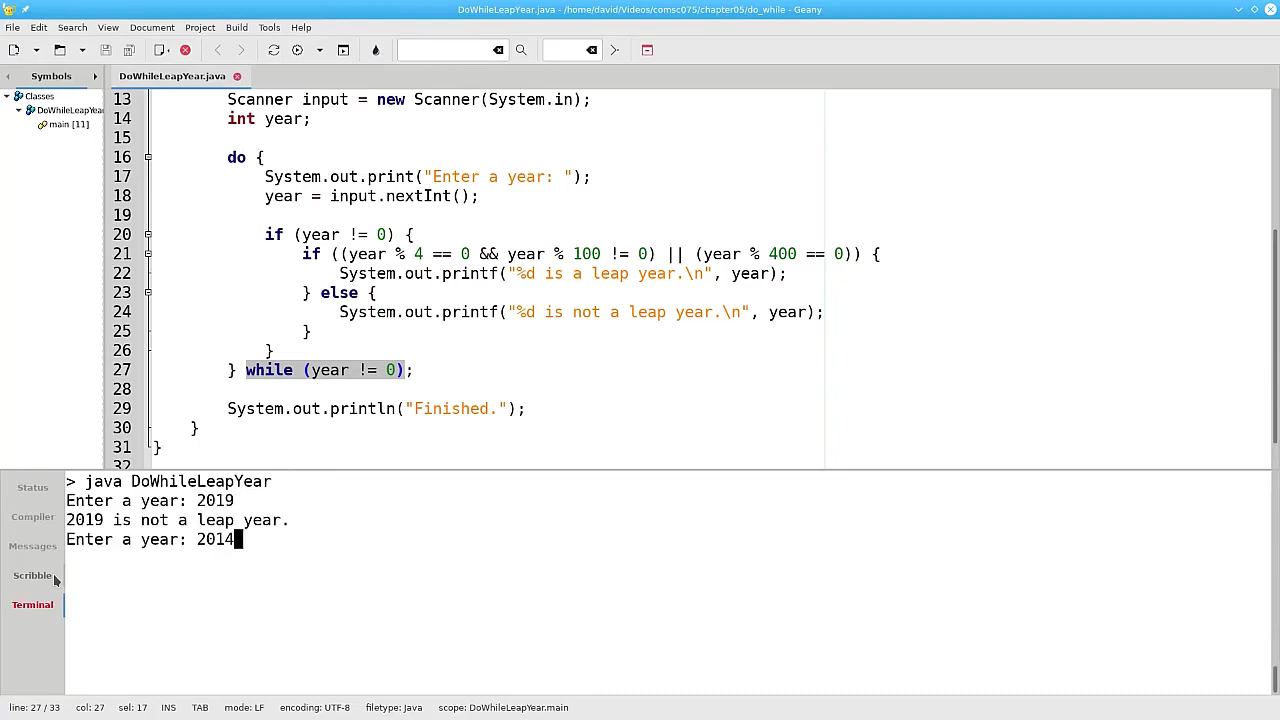 DoWhileLeapYear.java - /home/david/Videos/comsc075/chapter05/do_while - Geany
File Edit Search View Document Project Build Tools Help
Symbols
DoWhileLeapYear.java
Classes
DoWhileLeapYear
main [11]
13 Scanner input = new Scanner(System.in);
14 int year;
15
16 do {
17 System.out.print("Enter a year: ");
18 year = input.nextInt();
19
20 if (year != 0) {
21 if ((year % 4 == 0 && year % 100 != 0) || (year % 400 == 0)) {
22 System.out.printf("%d is a leap year.\n", year);
23 } else {
24 System.out.printf("%d is not a leap year.\n", year);
25 }
26 }
27 } while (year != 0);
28
29 System.out.println("Finished.");
30 }
31 }
32
Status
Compiler
Messages
Scribble
Terminal
> java DoWhileLeapYear
Enter a year: 2019
2019 is not a leap year.
Enter a year: 2014
line: 27 / 33 col: 27 sel: 17 INS TAB mode: LF encoding: UTF-8 filetype: Java scope: DoWhileLeapYear.main